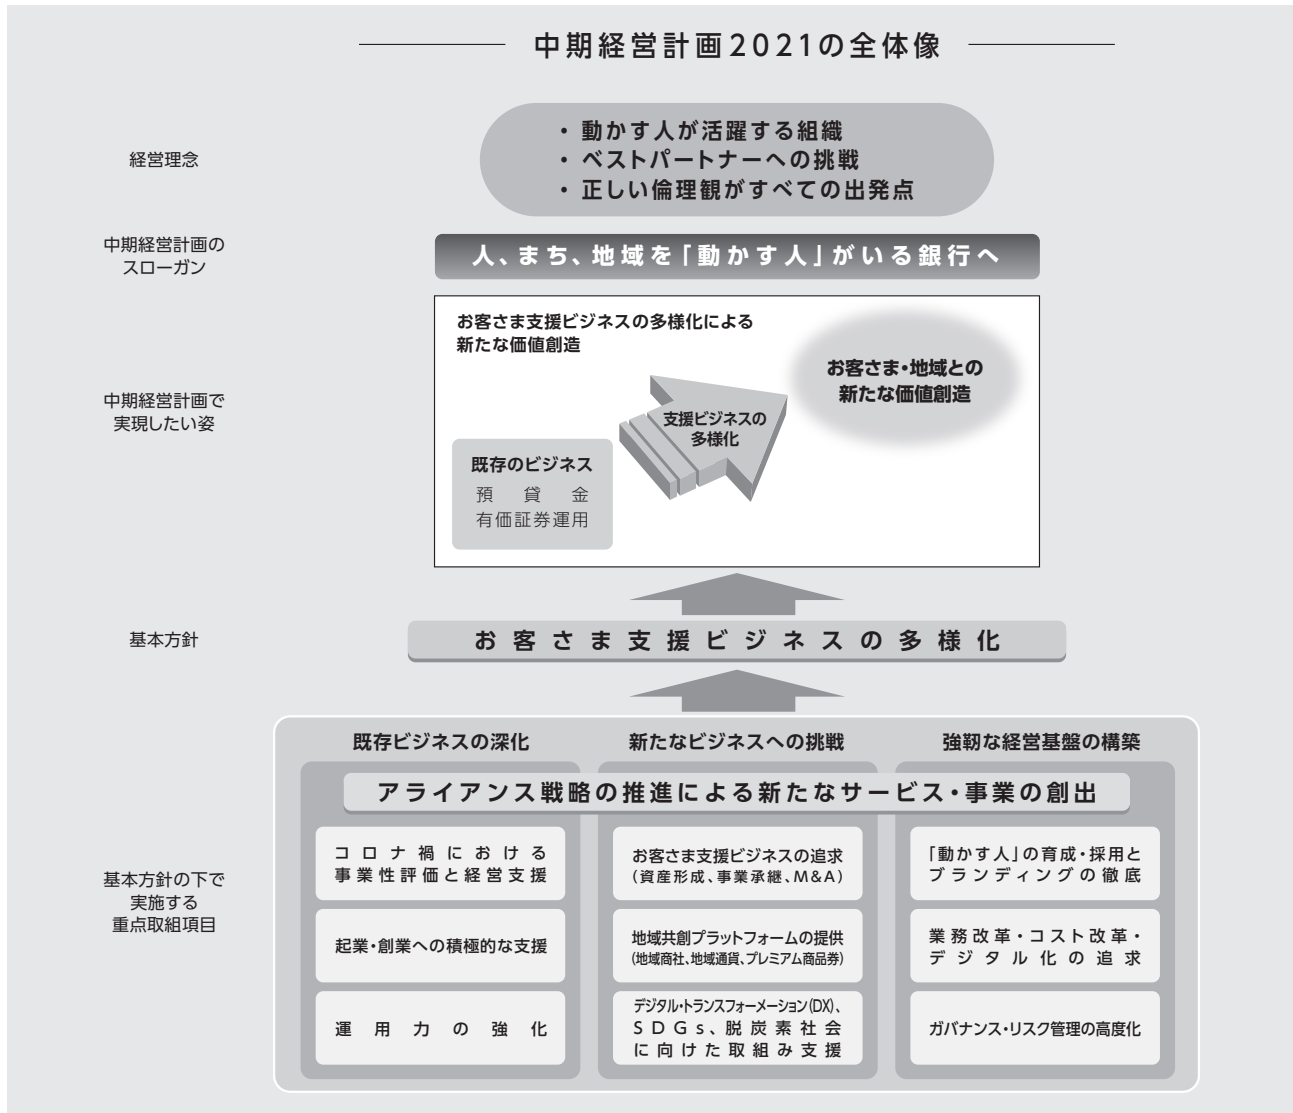 中期経営計画2021の全体像
経営理念
・動かす人が活躍する組織
・ベストパートナーへの挑戦
・正しい倫理観がすべての出発点
中期経営計画の
スローガン
人、まち、地域を「動かす人」がいる銀行へ
中期経営計画で
実現したい姿
お客さま支援ビジネスの多様化による
新たな価値創造
お客さま・地域との
新たな価値創造
支援ビジネスの
多様化
既存のビジネス
預貸金
有価証券運用
基本方針
お客さま支援ビジネスの多様化
基本方針の下で
実施する
重点取組項目
既存ビジネスの深化
新たなビジネスへの挑戦
強靭な経営基盤の構築
アライアンス戦略の推進による新たなサービス・事業の創出
コロナ禍における
事業性評価と経営支援
起業・創業への積極的な支援
運用力の強化
お客さま支援ビジネスの追求
(資産形成、事業承継、M&A)
地域共創プラットフォームの提供
(地域商社、地域通貨、プレミアム商品券)
デジタル・トランスフォーメーション(DX)、
SDGs、脱炭素社会
に向けた取組み支援
「動かす人」の育成・採用と
ブランディングの徹底
業務改革・コスト改革・
デジタル化の追求
ガバナンス・リスク管理の高度化